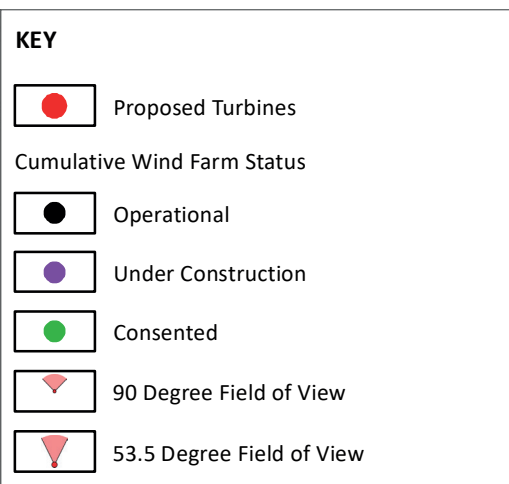 KEY
Proposed Turbines
Cumulative Wind Farm Status
Operational
Under Construction
Consented
90 Degree Field of View
53.5 Degree Field of View